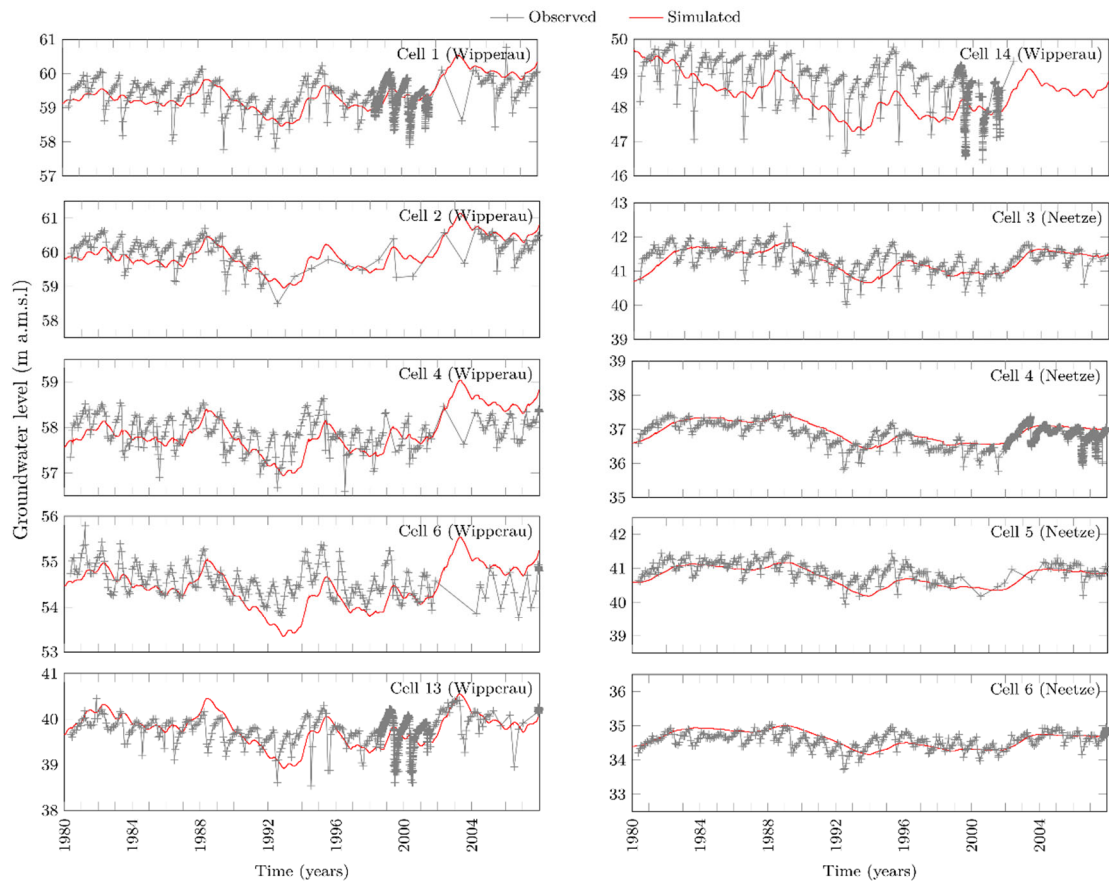 Observed Simulated
Groundwater level (m a.m.s.l)
61
60
59
58
57
Cell 1 (Wipperau)
61
60
59
58
57
Cell 2 (Wipperau)
59
58
57
Cell 4 (Wipperau)
56
55
54
53
Cell 6 (Wipperau)
41
40
39
38
Cell 13 (Wipperau)
1980 1984 1988 1992 1996 2000 2004
Time (years)
50
49
48
47
46
Cell 14 (Wipperau)
43
42
41
40
39
Cell 3 (Neetze)
39
38
37
36
35
Cell 4 (Neetze)
42
41
40
39
Cell 5 (Neetze)
36
35
34
33
Cell 6 (Neetze)
1980 1984 1988 1992 1996 2000 2004
Time (years)